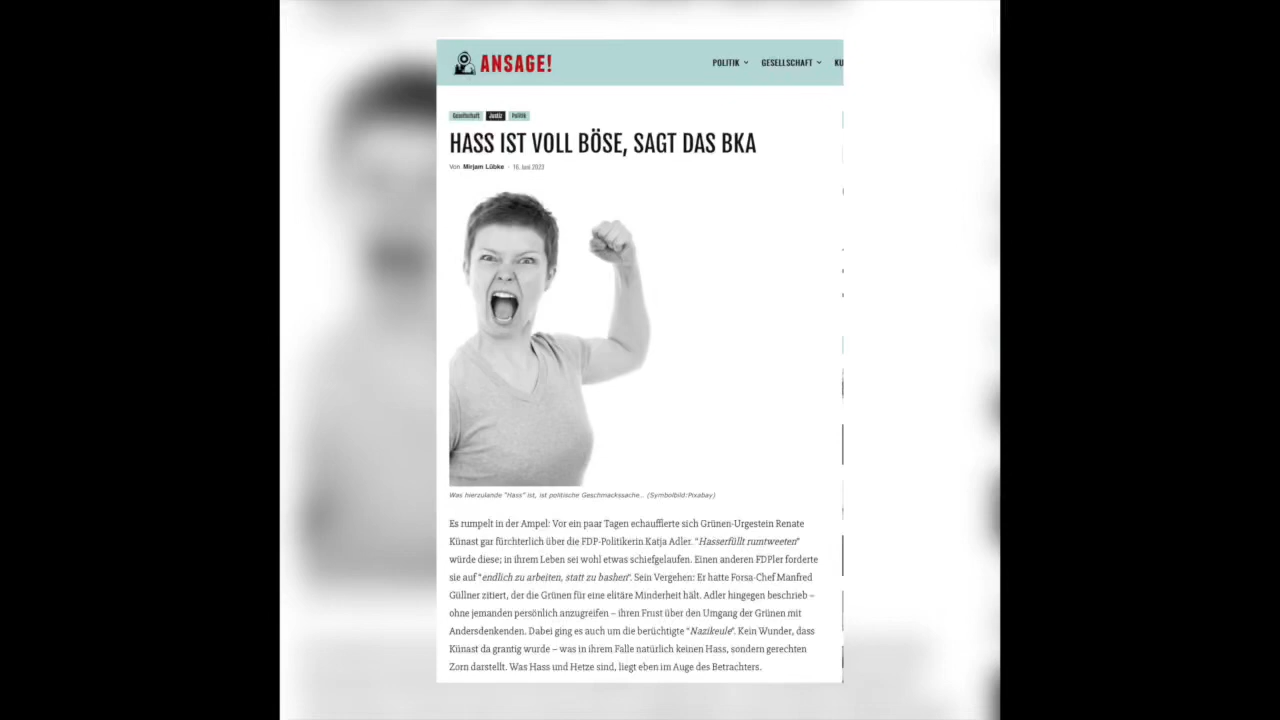 ANSAGE!
POLITIK GESELLSCHAFT KU
Gesellschaft Justiz Politik
HASS IST VOLL BÖSE, SAGT DAS BKA
Von Mirjam Lübke - 16. Juni 2023
Was hierzulande "Hass" ist, ist politische Geschmackssache… (Symbolbild:Pixabay)
Es rumpelt in der Ampel: Vor ein paar Tagen echauffierte sich Grünen-Urgestein Renate
Künast gar fürchterlich über die FDP-Politikerin Katja Adler. "Hasserfüllt rumtweeten"
würde diese; in ihrem Leben sei wohl etwas schiefgelaufen. Einen anderen FDPler forderte
sie auf "endlich zu arbeiten, statt zu bashen". Sein Vergehen: Er hatte Forsa-Chef Manfred
Güllner zitiert, der die Grünen für eine elitäre Minderheit hält. Adler hingegen beschrieb –
ohne jemanden persönlich anzugreifen – ihren Frust über den Umgang der Grünen mit
Andersdenkenden. Dabei ging es auch um die berüchtigte "Nazikeule". Kein Wunder, dass
Künast da grantig wurde – was in ihrem Falle natürlich keinen Hass, sondern gerechten
Zorn darstellt. Was Hass und Hetze sind, liegt eben im Auge des Betrachters.